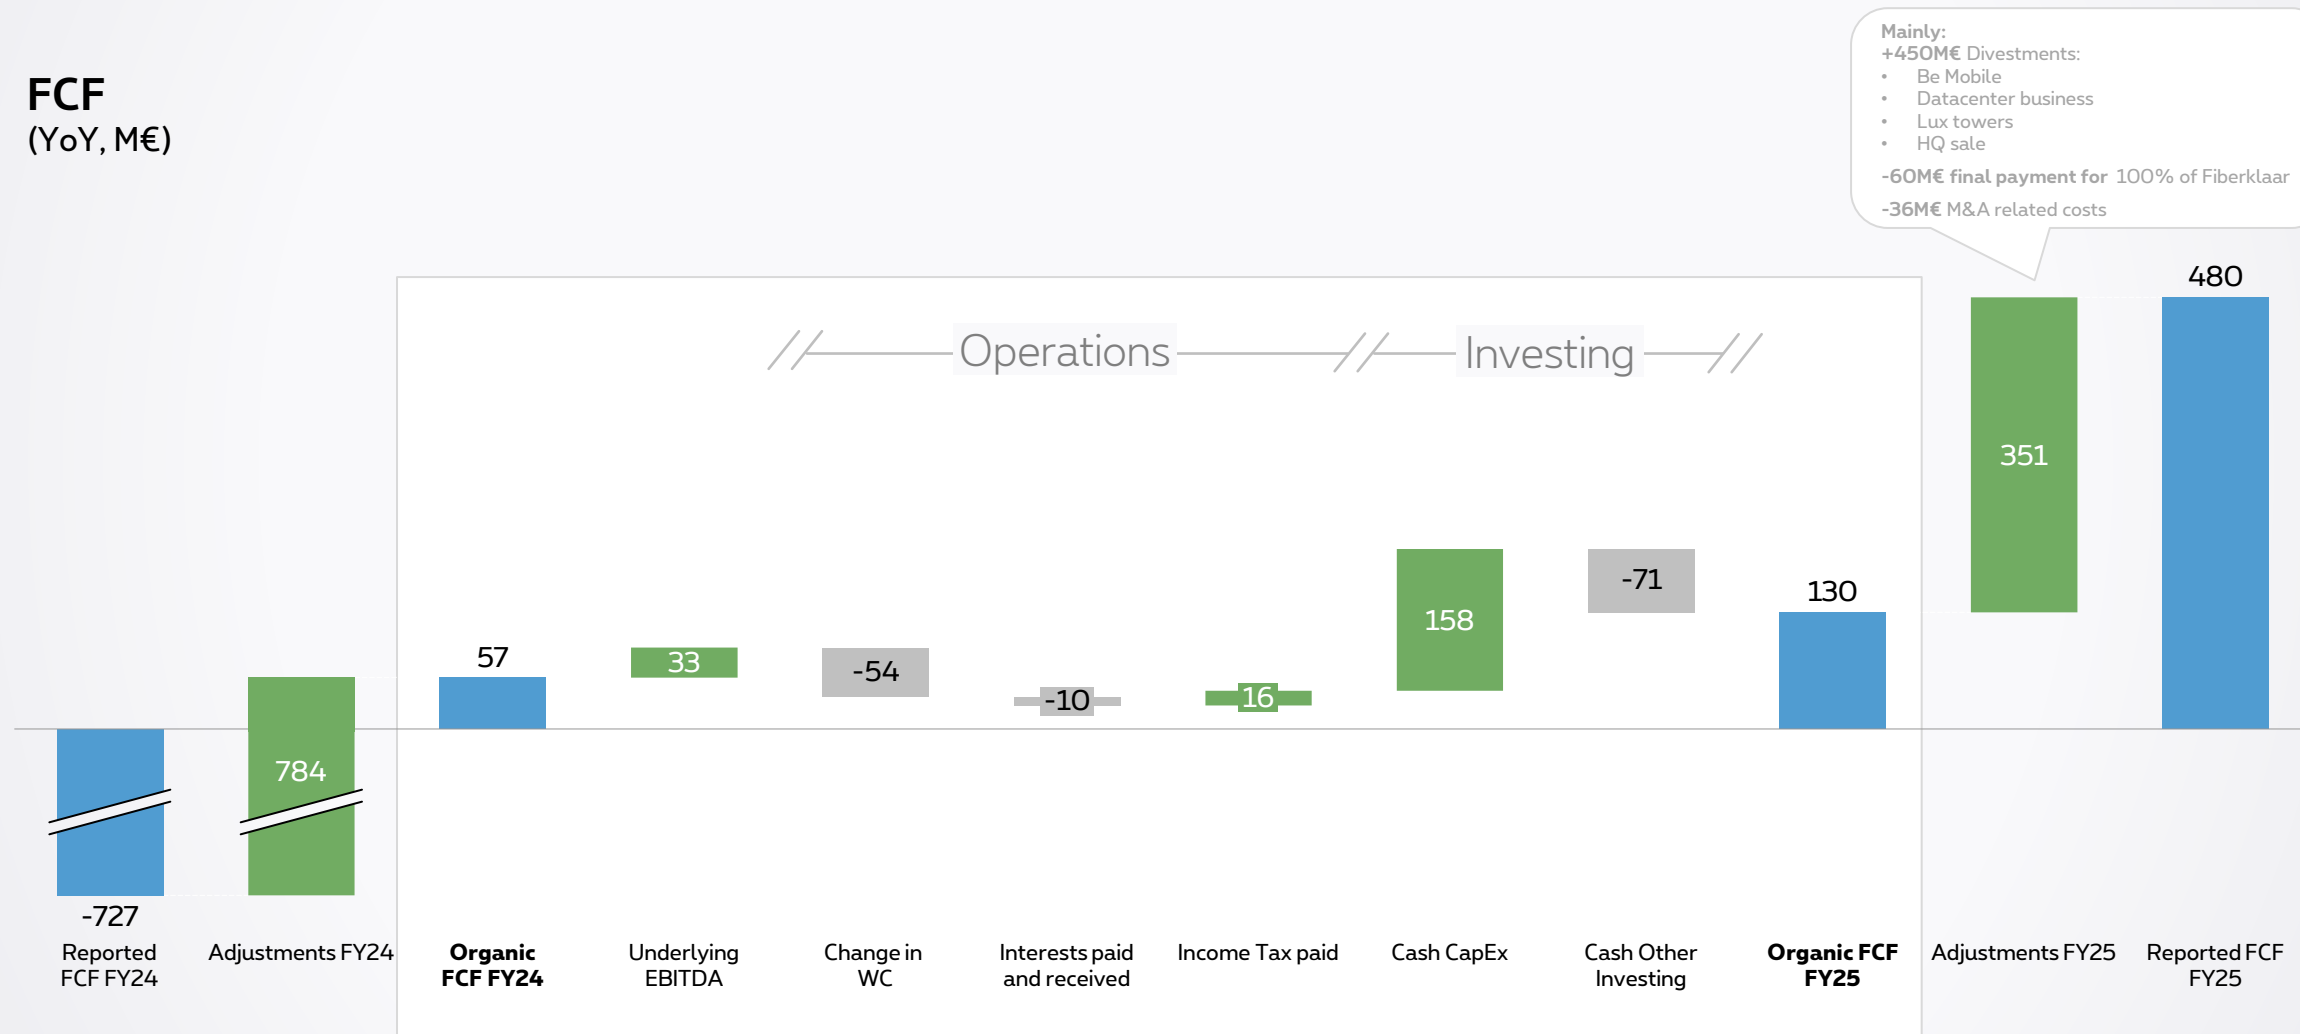 FCF
(YoY, M€)
Mainly:
+450M€ Divestments:
• Be Mobile
• Datacenter business
• Lux towers
• HQ sale
-60M€ final payment for 100% of Fiberklaar
-36M€ M&A related costs
Operations
Investing
-727
784
57
33
-54
-10
16
158
-71
130
351
480
Reported
FCF FY24
Adjustments FY24
Organic
FCF FY24
Underlying
EBITDA
Change in
WC
Interests paid
and received
Income Tax paid
Cash CapEx
Cash Other
Investing
Organic FCF
FY25
Adjustments FY25
Reported FCF
FY25